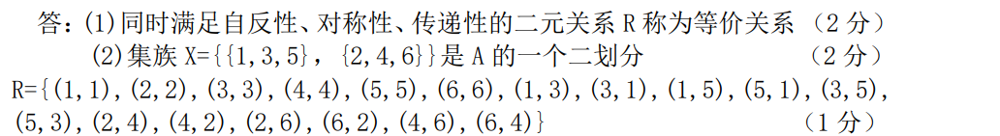 答：(1)同时满足自反性、对称性、传递性的二元关系 R 称为等价关系 （2 分）
(2)集族 X={{1,3,5}，{2,4,6}}是 A 的一个二划分 （2 分）
R={(1,1),(2,2),(3,3),(4,4),(5,5),(6,6),(1,3),(3,1),(1,5),(5,1),(3,5),
(5,3),(2,4),(4,2),(2,6),(6,2),(4,6),(6,4)} （1 分）